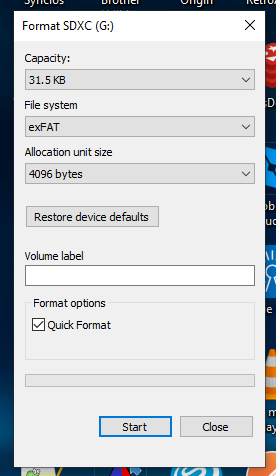 Syncios Brother Origin RetroA
Format SDXC (G:)
Capacity:
31.5 KB
File system
exFAT
Allocation unit size
4096 bytes
Restore device defaults
Volume label
Format options
Quick Format
Start Close